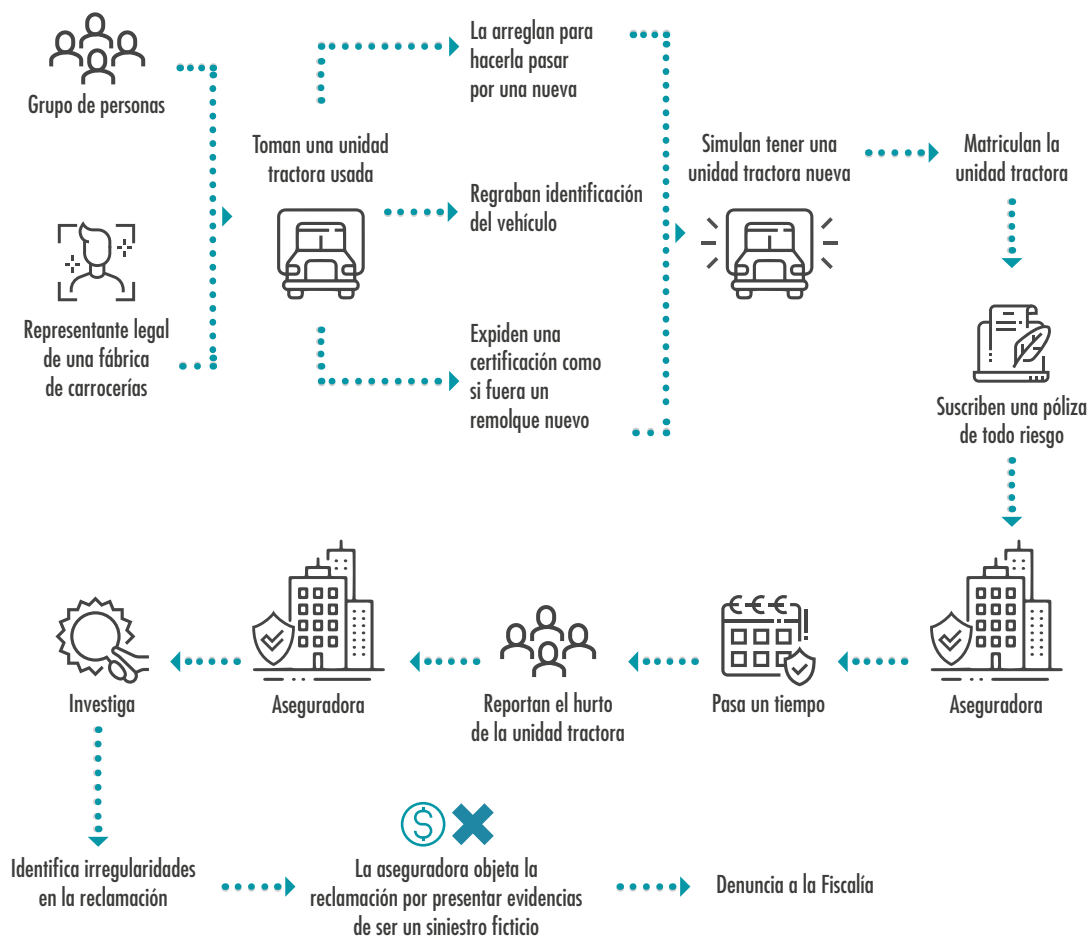 Grupo de personas
Representante legal
de una fábrica
de carrocerías
Toman una unidad
tractora usada
La arreglan para
hacerla pasar
por una nueva
Regraban identificación
del vehículo
Expiden una
certificación como
si fuera un
remolque nuevo
Simulan tener una
unidad tractora nueva
Matriculan la
unidad tractora
Suscriben una póliza
de todo riesgo
Aseguradora
Pasa un tiempo
Reportan el hurto
de la unidad tractora
Aseguradora
Investiga
Identifica irregularidades
en la reclamación
$
La aseguradora objeta la
reclamación por presentar evidencias
de ser un siniestro ficticio
Denuncia a la Fiscalía